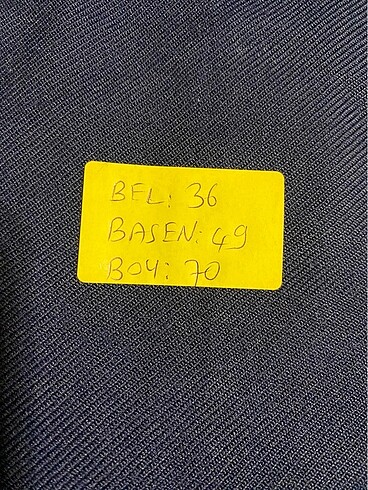 BEL: 36
BASEN: 49
BOY: 70